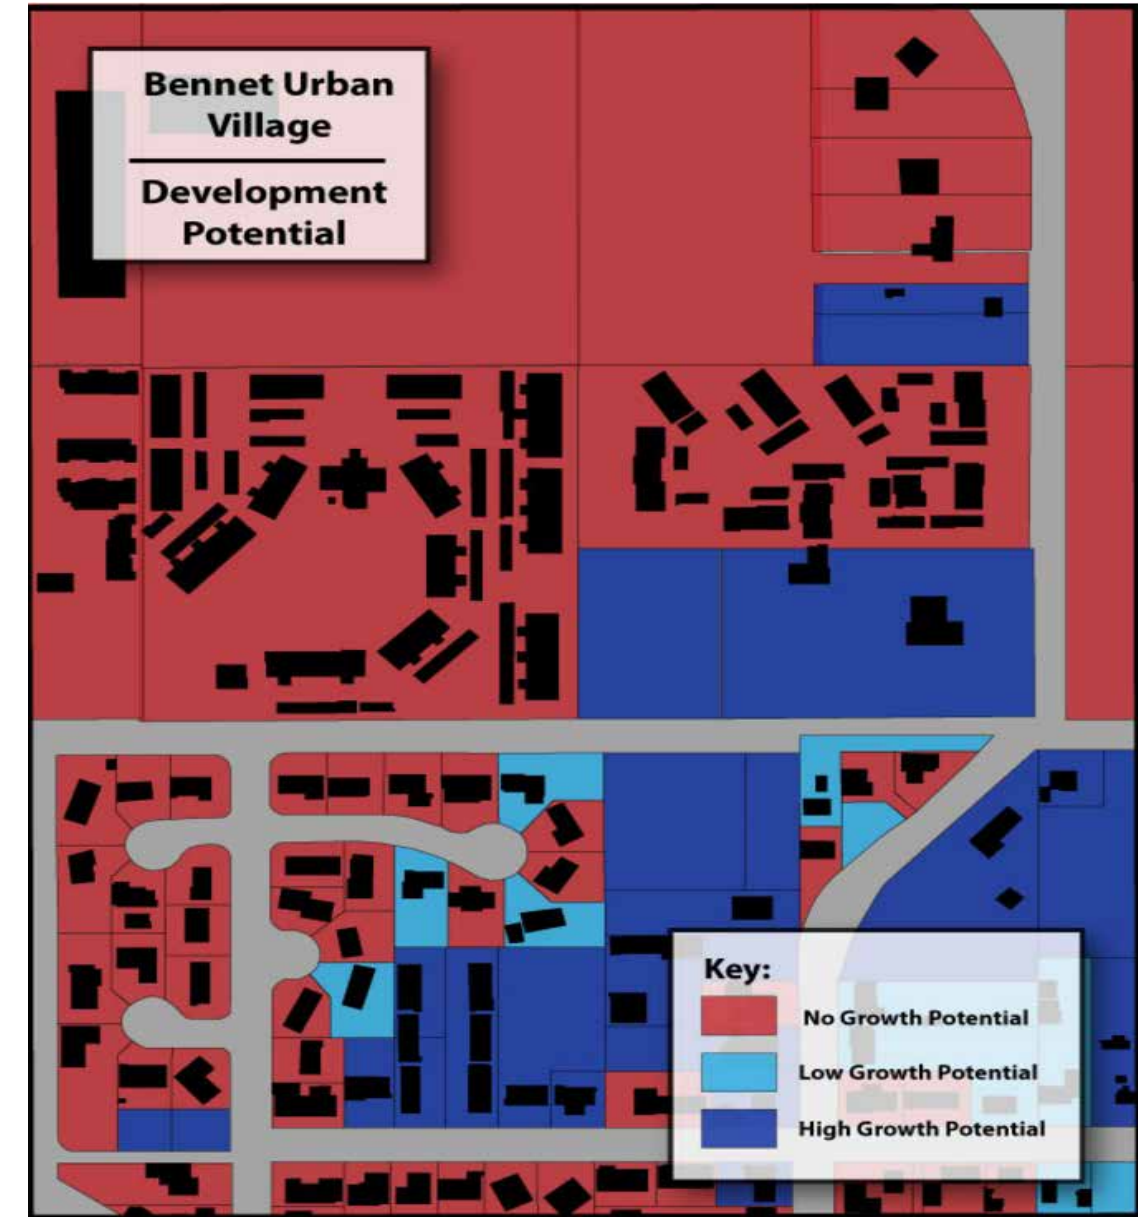 Bennet Urban
Village
Development
Potential
Key:
No Growth Potential
Low Growth Potential
High Growth Potential